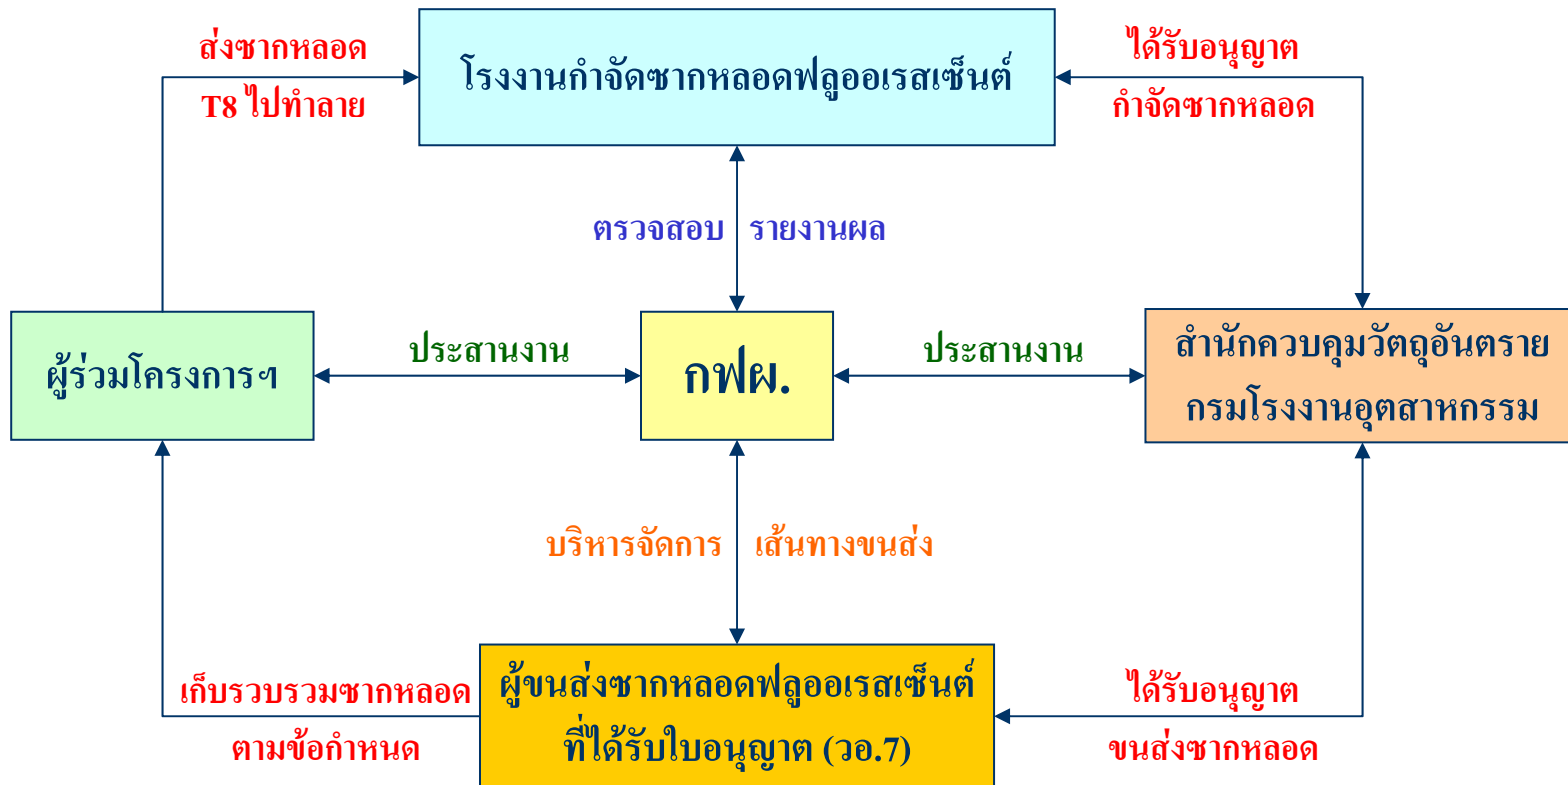 ส่งซากหลอด
T8 ไปทำลาย
โรงงานกำจัดซากหลอดฟลูออเรสเซ็นต์
ได้รับอนุญาต
กำจัดซากหลอด
ตรวจสอบ รายงานผล
ผู้ร่วมโครงการฯ
ประสานงาน
กฟผ.
ประสานงาน
สำนักควบคุมวัตถุอันตราย
กรมโรงงานอุตสาหกรรม
บริหารจัดการ เส้นทางขนส่ง
เก็บรวบรวมซากหลอด
ตามข้อกำหนด
ผู้ขนส่งซากหลอดฟลูออเรสเซ็นต์
ที่ได้รับใบอนุญาต (วอ.7)
ได้รับอนุญาต
ขนส่งซากหลอด